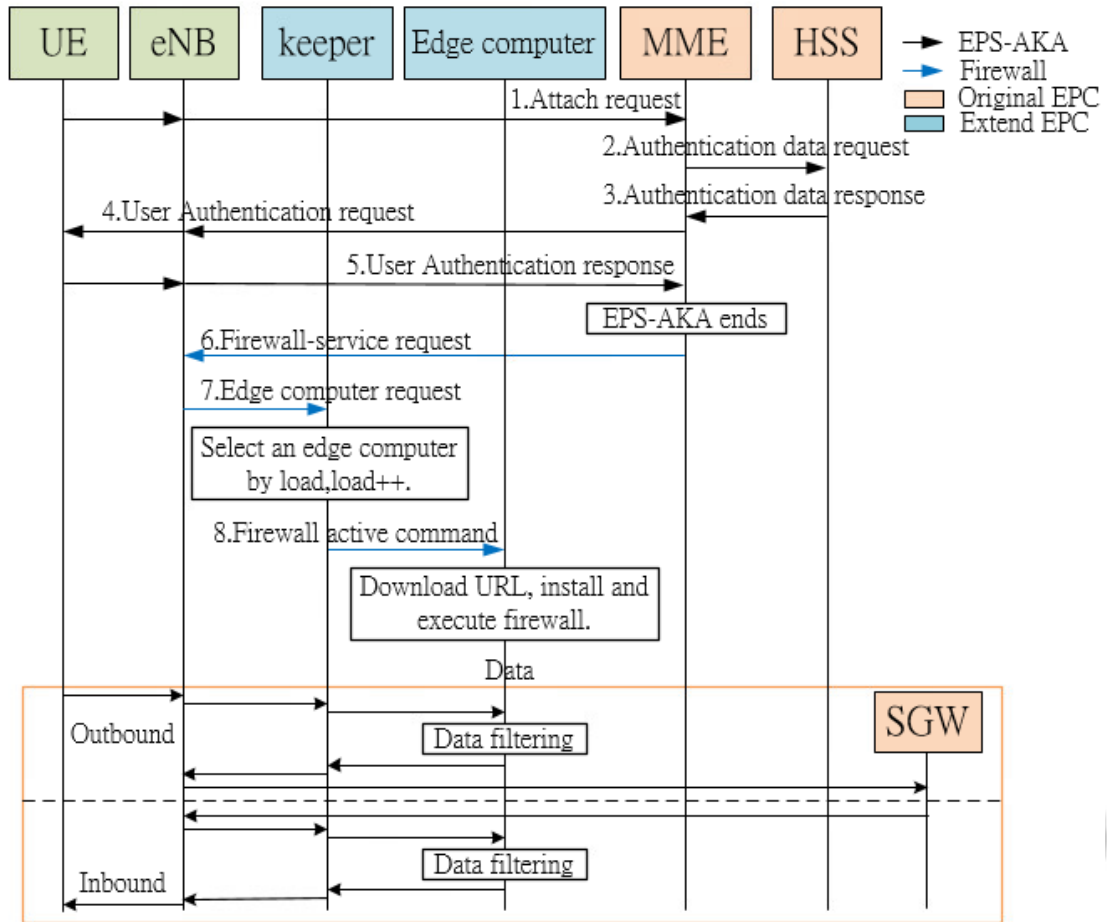 UE
eNB
keeper
Edge computer
MME
HSS
EPS-AKA
Firewall
Original EPC
Extend EPC
1.Attach request
2.Authentication data request
3.Authentication data response
4.User Authentication request
5.User Authentication response
EPS-AKA ends
6.Firewall-service request
7.Edge computer request
Select an edge computer
by load,load++.
8.Firewall active command
Download URL, install and
execute firewall.
Data
SGW
Outbound
Data filtering
Data filtering
Inbound